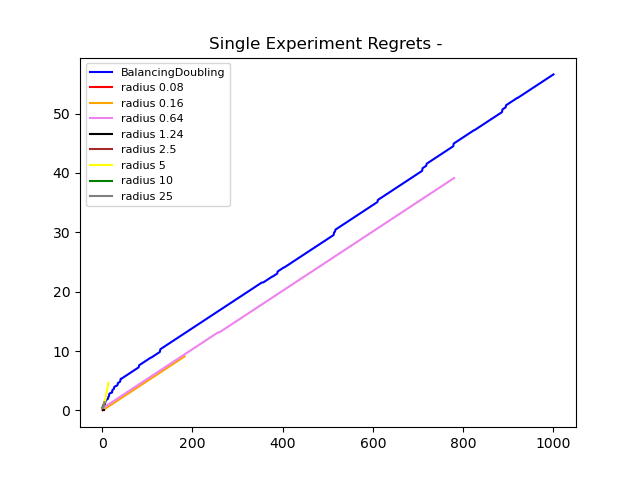 Single Experiment Regrets -
BalancingDoubling
radius 0.08
radius 0.16
radius 0.64
radius 1.24
radius 2.5
radius 5
radius 10
radius 25
50
40
30
20
10
0
0 200 400 600 800 1000